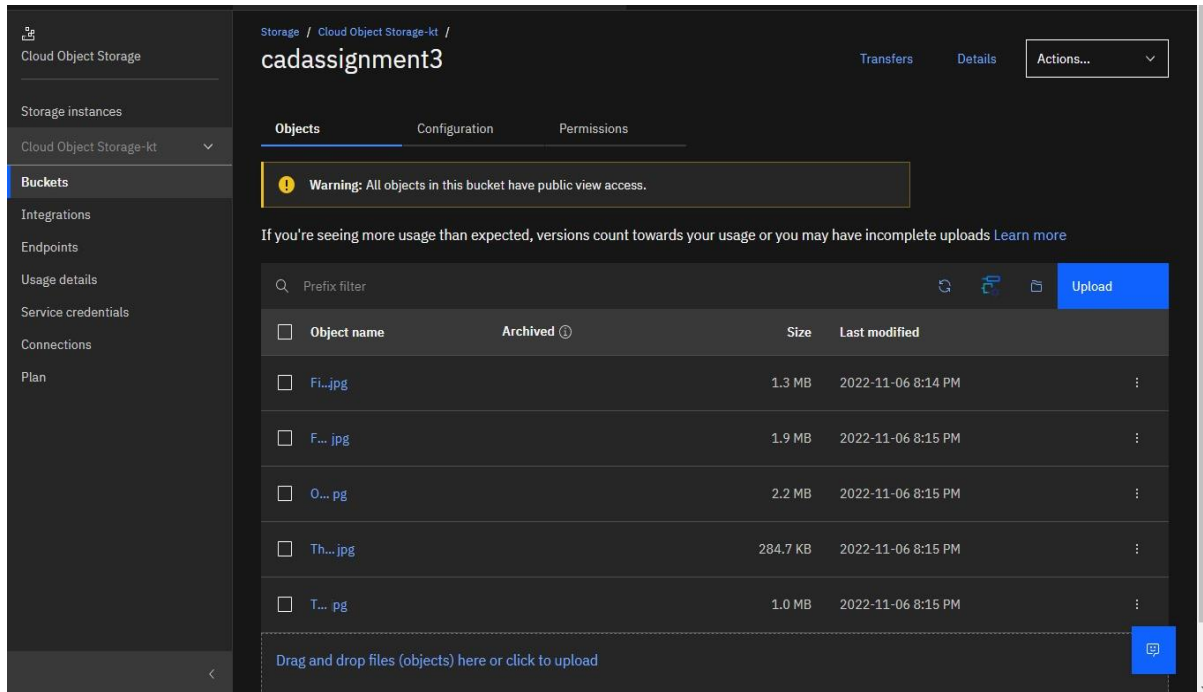 Cloud Object Storage
Storage instances
Cloud Object Storage-kt
Buckets
Integrations
Endpoints
Usage details
Service credentials
Connections
Plan
Storage / Cloud Object Storage-kt /
cadassignment3
Transfers Details Actions...
Objects Configuration Permissions
Warning: All objects in this bucket have public view access.
If you're seeing more usage than expected, versions count towards your usage or you may have incomplete uploads Learn more
Prefix filter Upload
Object name Archived Size Last modified
Fi...jpg 1.3 MB 2022-11-06 8:14 PM
F... jpg 1.9 MB 2022-11-06 8:15 PM
O... pg 2.2 MB 2022-11-06 8:15 PM
Th... jpg 284.7 KB 2022-11-06 8:15 PM
T... pg 1.0 MB 2022-11-06 8:15 PM
Drag and drop files (objects) here or click to upload